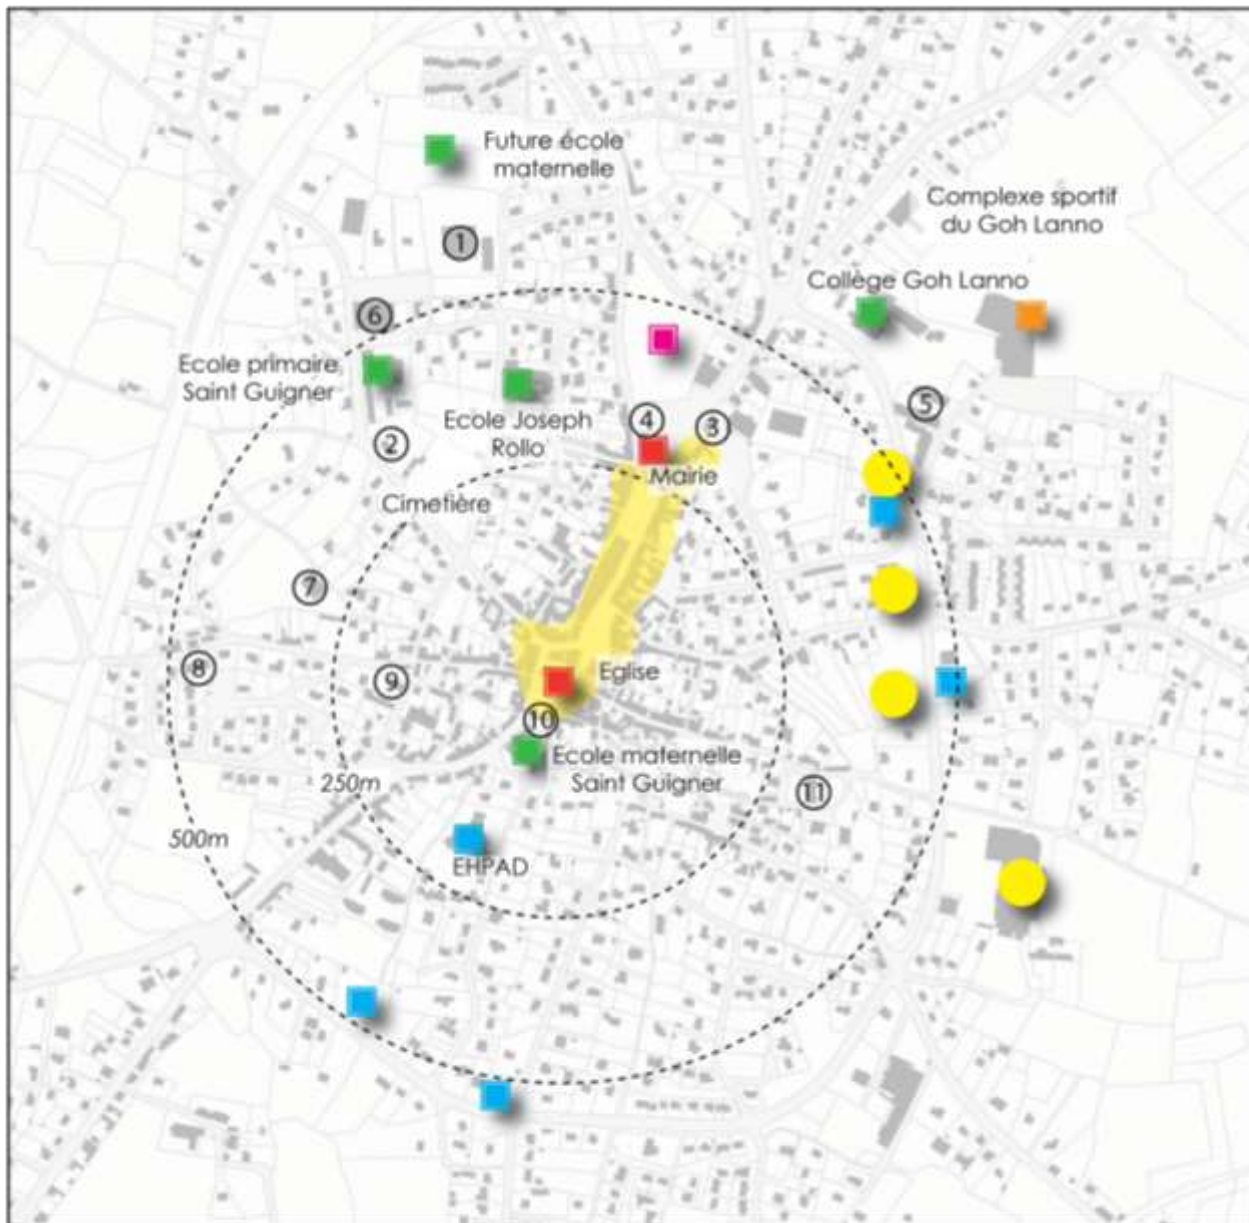 Future école
maternelle
Complexe sportif
du Goh Lanno
1
Collège Goh Lanno
6
Ecole primaire
Saint Guigner
Ecole Joseph
Rollo
5
4
3
2
Mairie
Cimetière
7
8
9
Eglise
10
Ecole maternelle
Saint Guigner
250m
11
500m
EHPAD